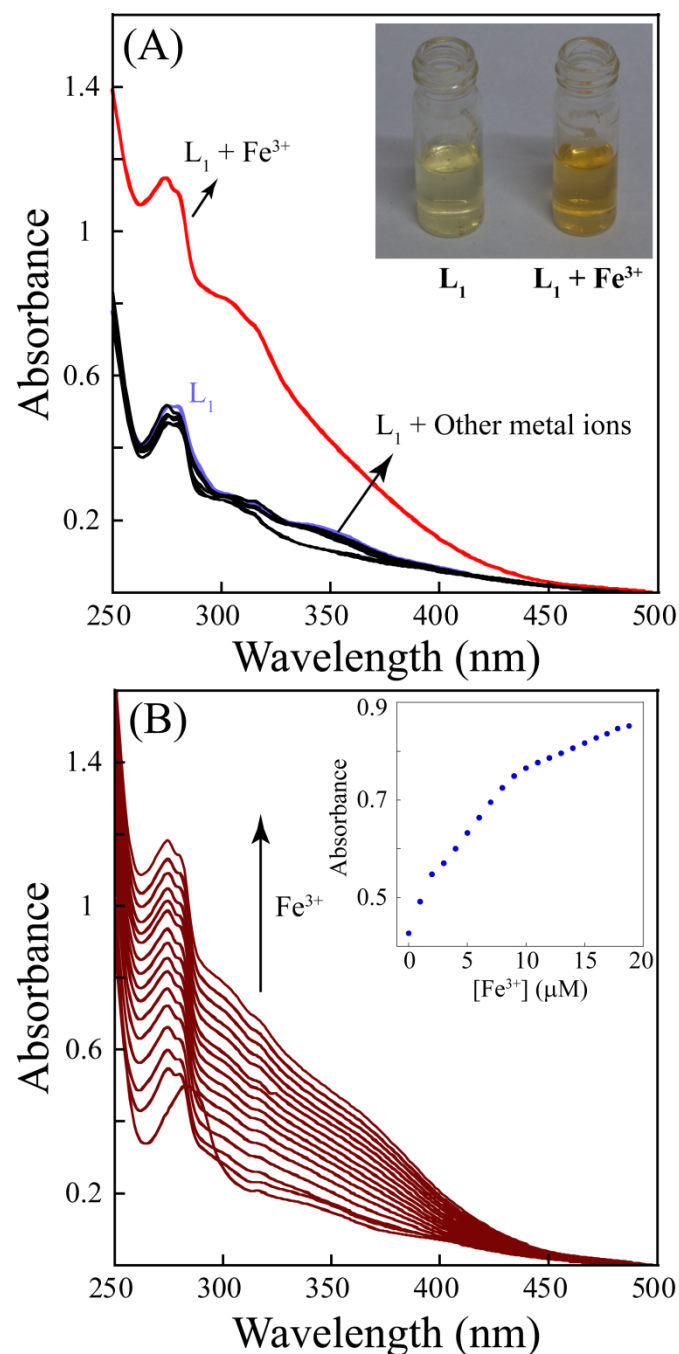 (A)
1.4
1
0.6
0.2
Absorbance
L₁ + Fe³⁺
L₁
L₁ + Other metal ions
L₁
L₁ + Fe³⁺
250 300 350 400 450 500
Wavelength (nm)
(B)
1.4
1
0.6
0.2
Absorbance
Fe³⁺
0.9
0.7
0.5
Absorbance
0 5 10 15 20
[Fe³⁺] (μM)
250 300 350 400 450 500
Wavelength (nm)